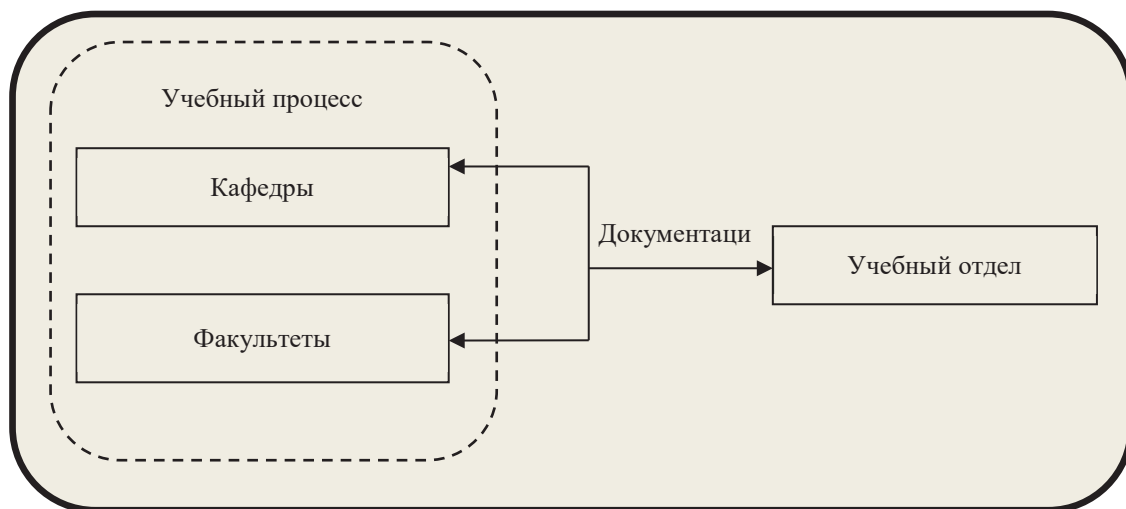 Учебный процесс
Кафедры
Документаци
Учебный отдел
Факультеты